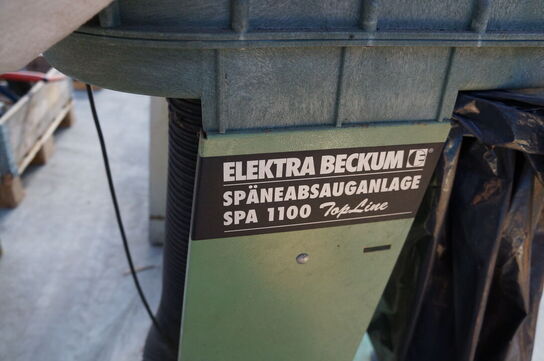 ELEKTRA BECKUM
SPÄNEABSAUGANLAGE
SPA 1100 TopLine